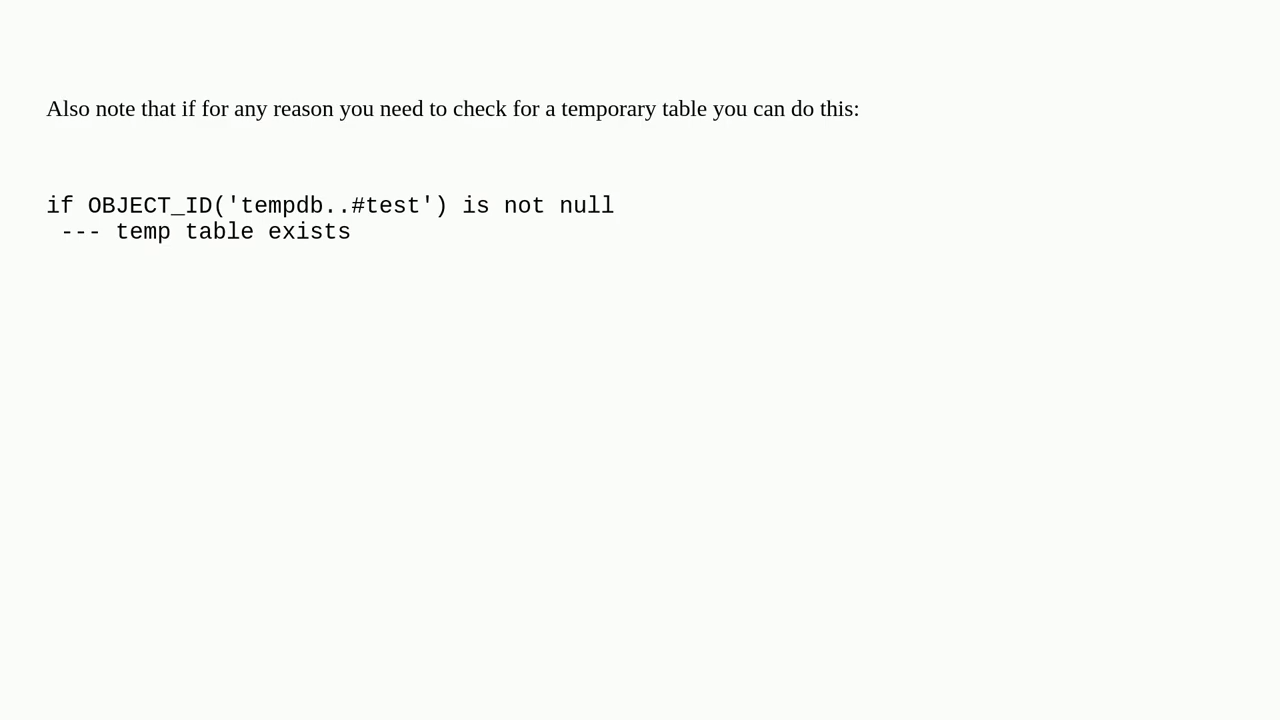 Also note that if for any reason you need to check for a temporary table you can do this:
if OBJECT_ID('tempdb..#test') is not null
 --- temp table exists